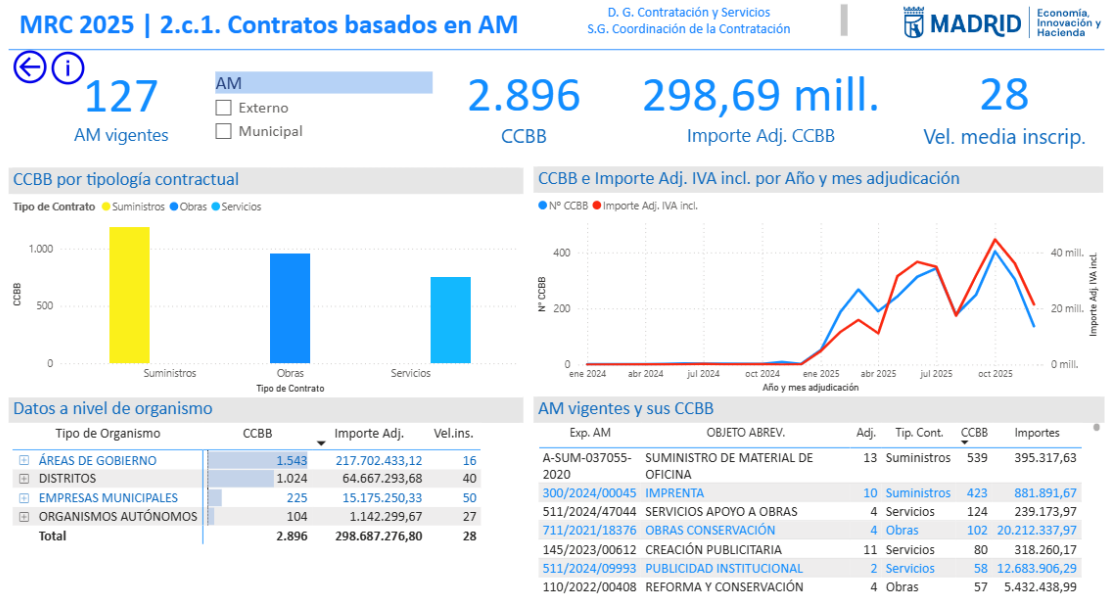 MRC 2025 | 2.c.1. Contratos basados en AM
D. G. Contratación y Servicios
S.G. Coordinación de la Contratación
MADRID
Economía,
Innovación y
Hacienda
127
AM vigentes
AM
Externo
Municipal
2.896
CCBB
298,69 mill.
Importe Adj. CCBB
28
Vel. media inscrip.
CCBB por tipología contractual
Tipo de Contrato Suministros Obras Servicios
CCBB
1.000
500
0
Suministros Obras Servicios
Tipo de Contrato
CCBB e Importe Adj. IVA incl. por Año y mes adjudicación
Nº CCBB Importe Adj. IVA incl.
Nº CCBB
400 40 mill.
200 20 mill.
0 0 mill.
Importe Adj. IVA incl.
ene 2024 abr 2024 jul 2024 oct 2024 ene 2025 abr 2025 jul 2025 oct 2025
Año y mes adjudicación
Datos a nivel de organismo
Tipo de Organismo CCBB Importe Adj. Vel.ins.
ÁREAS DE GOBIERNO 1.543 217.702.433,12 16
DISTRITOS 1.024 64.667.293,68 40
EMPRESAS MUNICIPALES 225 15.175.250,33 50
ORGANISMOS AUTÓNOMOS 104 1.142.299,67 27
Total 2.896 298.687.276,80 28
AM vigentes y sus CCBB
Exp. AM OBJETO ABREV. Adj. Tip. Cont. CCBB Importes
A-SUM-037055- SUMINISTRO DE MATERIAL DE 13 Suministros 539 395.317,63
2020 OFICINA
300/2024/00045 IMPRENTA 10 Suministros 423 881.891,67
511/2024/47044 SERVICIOS APOYO A OBRAS 4 Servicios 124 239.173,97
711/2021/18376 OBRAS CONSERVACIÓN 4 Obras 102 20.212.337,97
145/2023/00612 CREACIÓN PUBLICITARIA 11 Servicios 80 318.260,17
511/2024/09993 PUBLICIDAD INSTITUCIONAL 2 Servicios 58 12.683.906,29
110/2022/00408 REFORMA Y CONSERVACIÓN 4 Obras 57 5.432.438,99